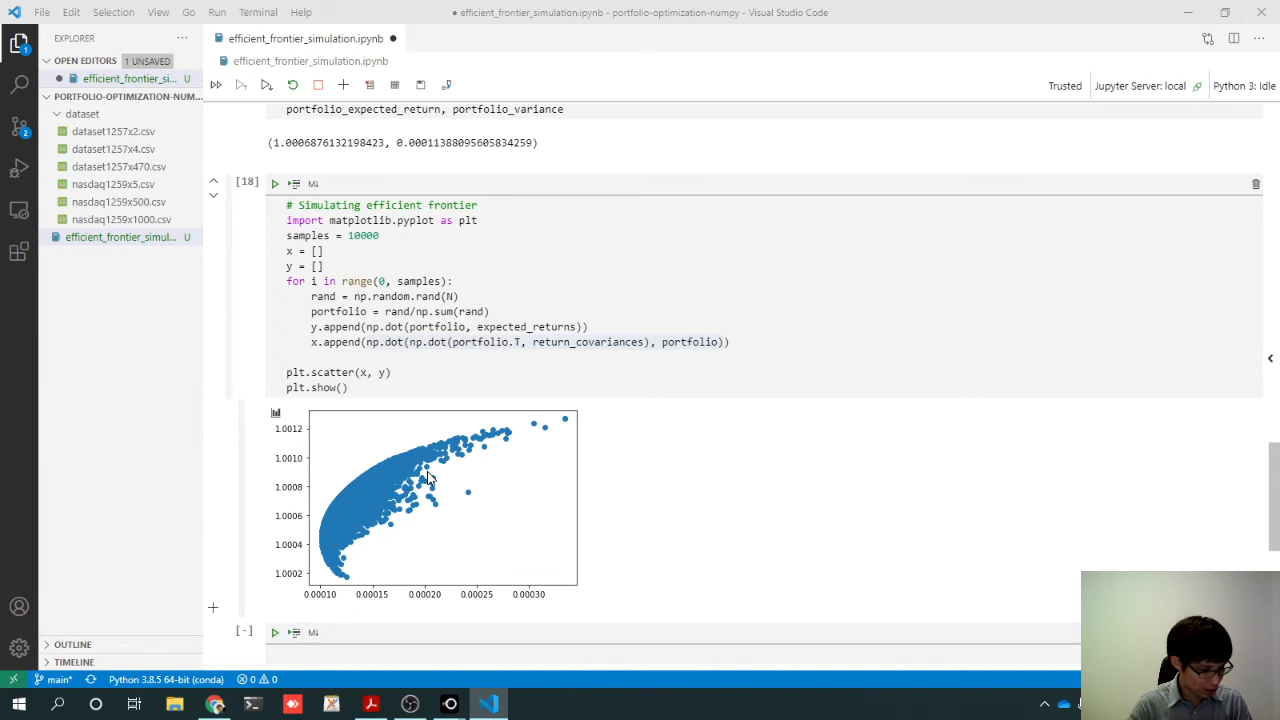 File Edit Selection View Go Run Terminal Help
● efficient_frontier_simulation.ipynb - portfolio-optimization-numpy - Visual Studio Code
EXPLORER
OPEN EDITORS 1 UNSAVED
efficient_frontier_si... U
PORTFOLIO-OPTIMIZATION-NUM...
dataset
dataset1257x2.csv
dataset1257x4.csv
dataset1257x470.csv
nasdaq1259x5.csv
nasdaq1259x500.csv
nasdaq1259x1000.csv
efficient_frontier_simul... U
OUTLINE
TIMELINE
efficient_frontier_simulation.ipynb ●
efficient_frontier_simulation.ipynb
Trusted Jupyter Server: local Python 3: Idle
portfolio_expected_return, portfolio_variance
(1.0006876132198423, 0.00011388095605834259)
[18]
M↓
# Simulating efficient frontier
import matplotlib.pyplot as plt
samples = 10000
x = []
y = []
for i in range(0, samples):
rand = np.random.rand(N)
portfolio = rand/np.sum(rand)
y.append(np.dot(portfolio, expected_returns))
x.append(np.dot(np.dot(portfolio.T, return_covariances), portfolio))
plt.scatter(x, y)
plt.show()
1.0012
1.0010
1.0008
1.0006
1.0004
1.0002
0.00010 0.00015 0.00020 0.00025 0.00030
[-]
M↓
main* Python 3.8.5 64-bit (conda) 0 0
1
2